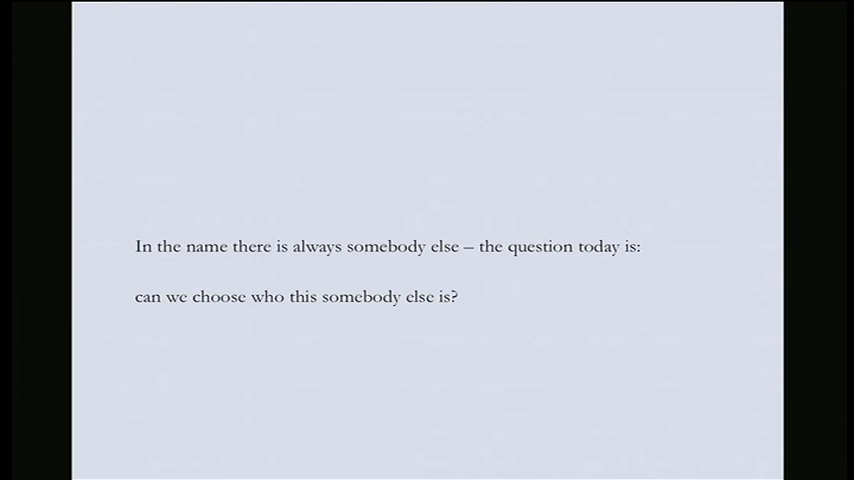 In the name there is always somebody else – the question today is:
can we choose who this somebody else is?